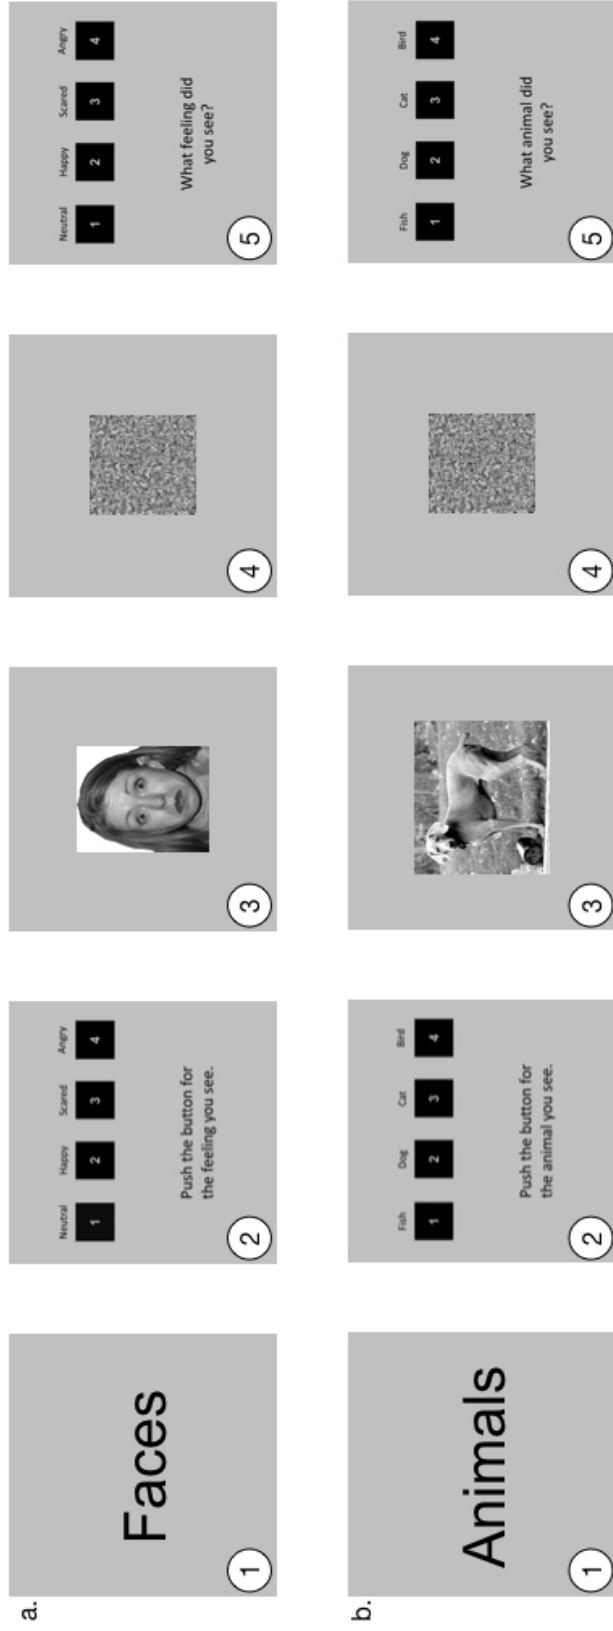 a.
Faces
1
Neutral Happy Scared Angry
1 2 3 4
Push the button for
the feeling you see.
2
3
4
Neutral Happy Scared Angry
1 2 3 4
What feeling did
you see?
5
b.
Animals
1
Fish Dog Cat Bird
1 2 3 4
Push the button for
the animal you see.
2
3
4
Fish Dog Cat Bird
1 2 3 4
What animal did
you see?
5